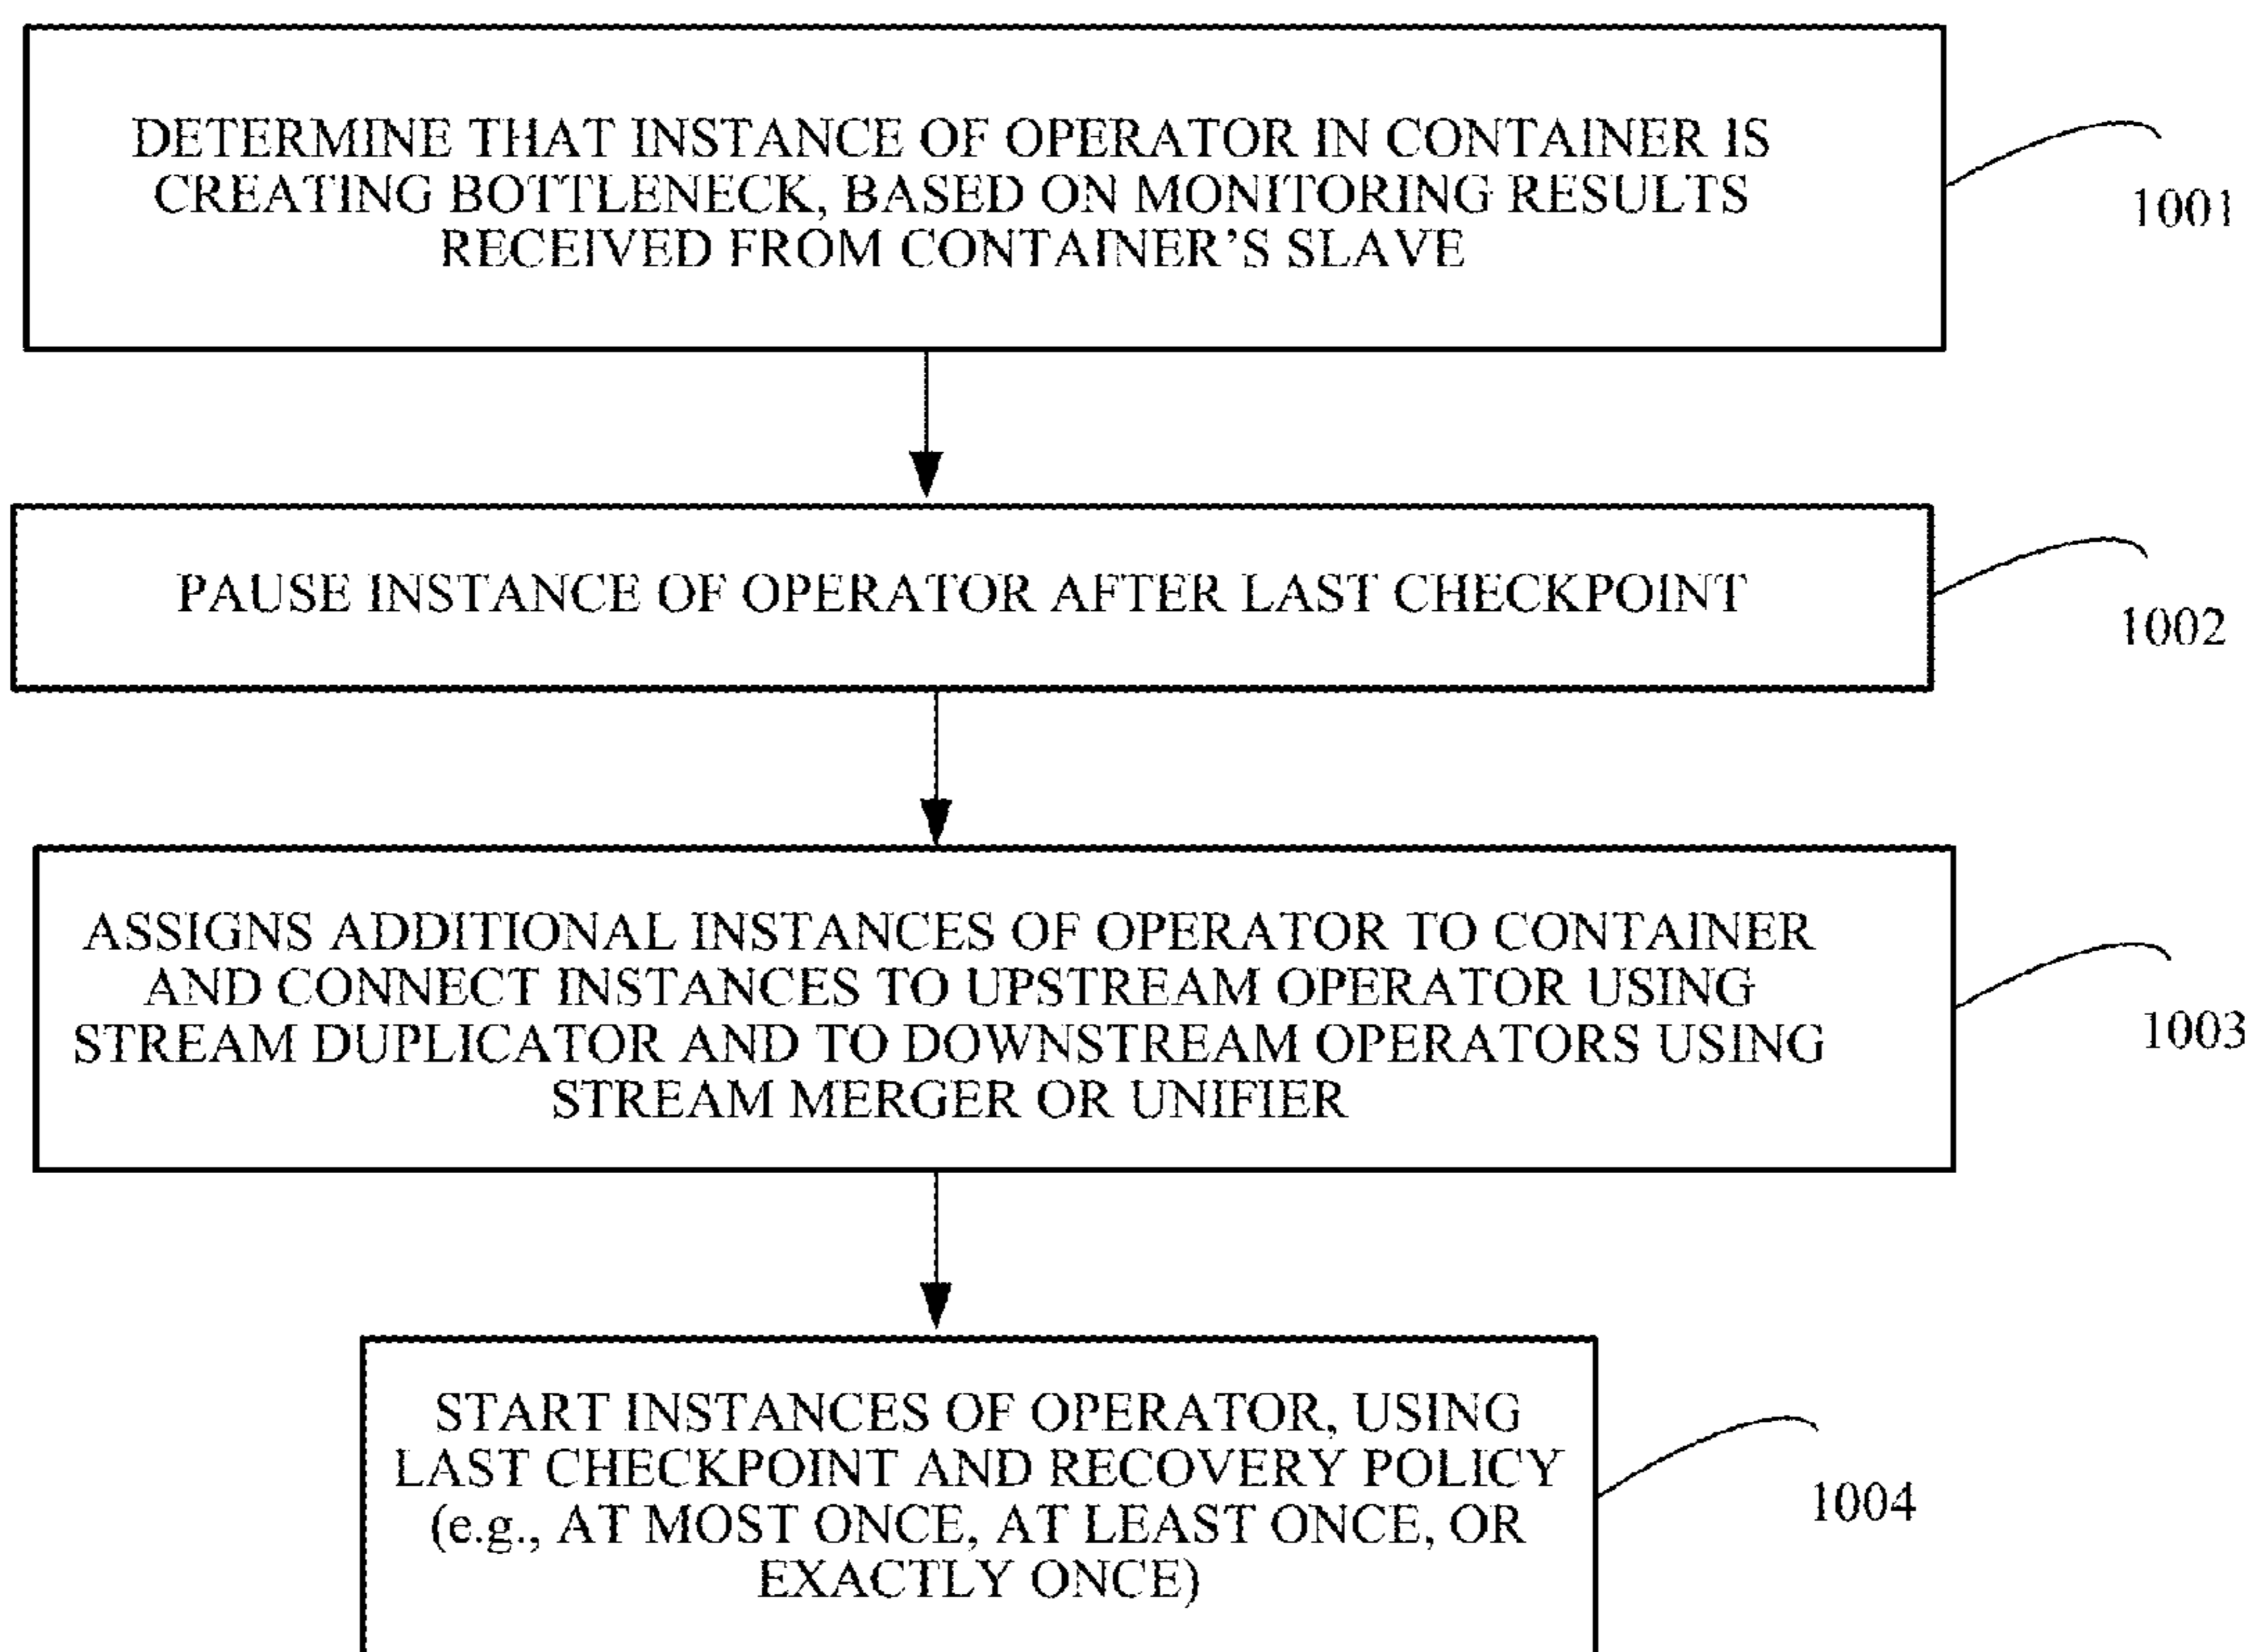 DETERMINE THAT INSTANCE OF OPERATOR IN CONTAINER IS
CREATING BOTTLENECK, BASED ON MONITORING RESULTS
RECEIVED FROM CONTAINER'S SLAVE
1001
PAUSE INSTANCE OF OPERATOR AFTER LAST CHECKPOINT
1002
ASSIGNS ADDITIONAL INSTANCES OF OPERATOR TO CONTAINER
AND CONNECT INSTANCES TO UPSTREAM OPERATOR USING
STREAM DUPLICATOR AND TO DOWNSTREAM OPERATORS USING
STREAM MERGER OR UNIFIER
1003
START INSTANCES OF OPERATOR, USING
LAST CHECKPOINT AND RECOVERY POLICY
(e.g., AT MOST ONCE, AT LEAST ONCE, OR
EXACTLY ONCE)
1004